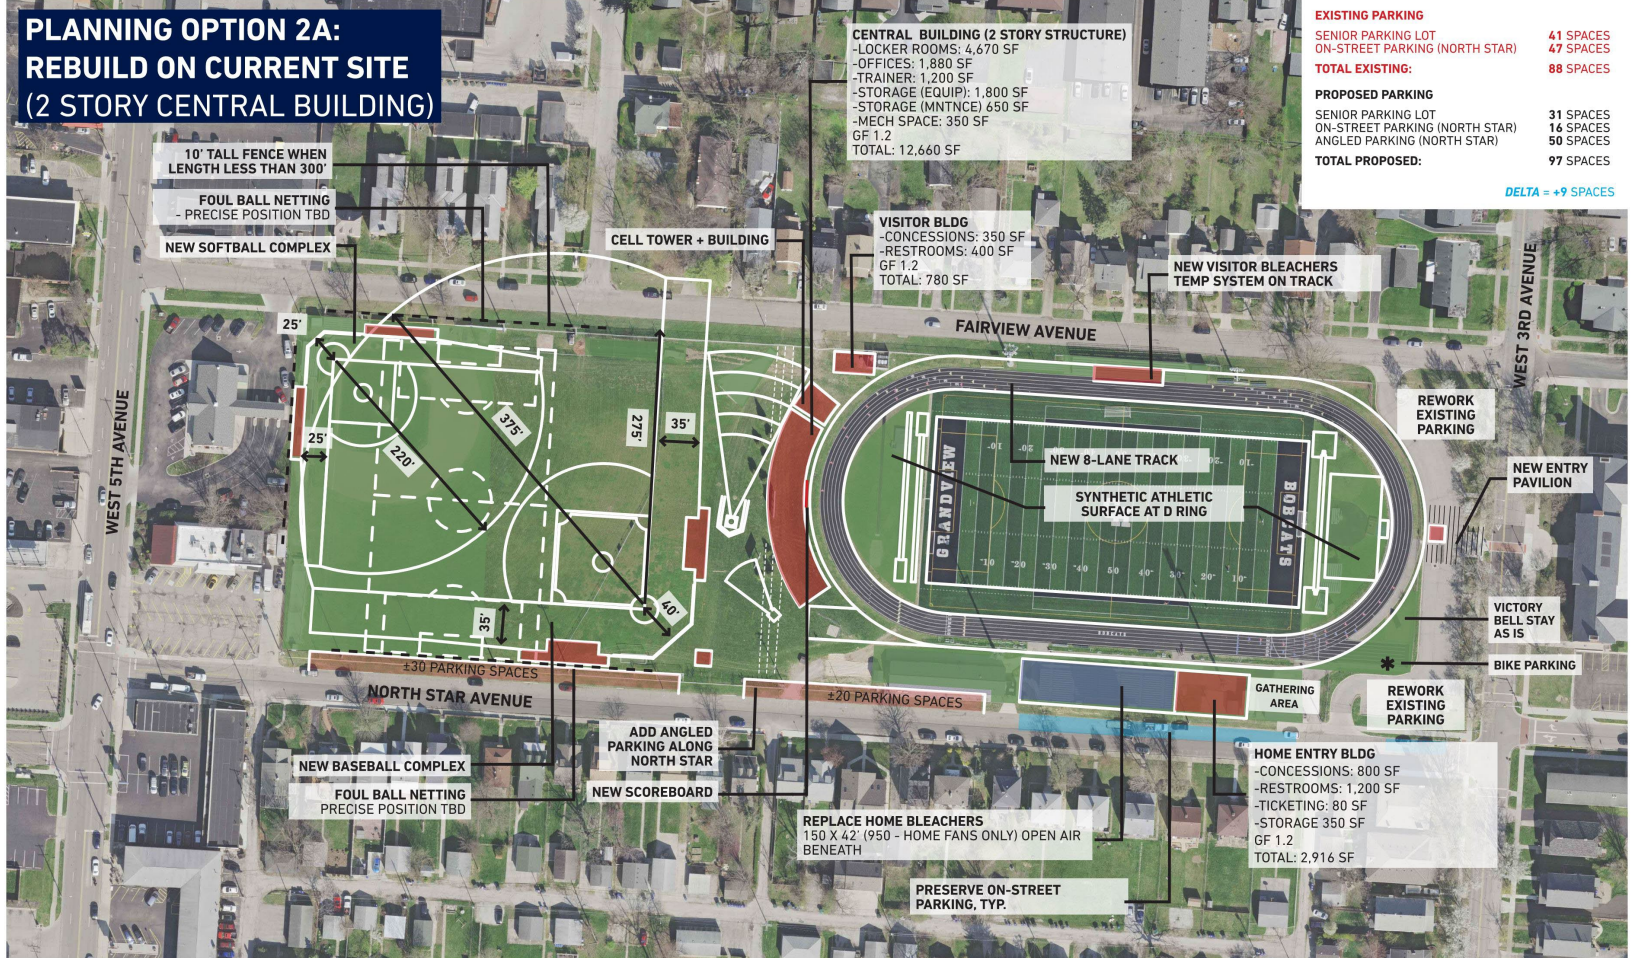 PLANNING OPTION 2A:
REBUILD ON CURRENT SITE
(2 STORY CENTRAL BUILDING)
EXISTING PARKING
SENIOR PARKING LOT 41 SPACES
ON-STREET PARKING (NORTH STAR) 47 SPACES
TOTAL EXISTING: 88 SPACES
PROPOSED PARKING
SENIOR PARKING LOT 31 SPACES
ON-STREET PARKING (NORTH STAR) 16 SPACES
ANGLED PARKING (NORTH STAR) 50 SPACES
TOTAL PROPOSED: 97 SPACES
DELTA = +9 SPACES
CENTRAL BUILDING (2 STORY STRUCTURE)
-LOCKER ROOMS: 4,670 SF
-OFFICES: 1,880 SF
-TRAINER: 1,200 SF
-STORAGE (EQUIP): 1,800 SF
-STORAGE (MNTNCE) 650 SF
-MECH SPACE: 350 SF
GF 1.2
TOTAL: 12,660 SF
10' TALL FENCE WHEN
LENGTH LESS THAN 300'
FOUL BALL NETTING
- PRECISE POSITION TBD
NEW SOFTBALL COMPLEX
CELL TOWER + BUILDING
VISITOR BLDG
-CONCESSIONS: 350 SF
-RESTROOMS: 400 SF
GF 1.2
TOTAL: 780 SF
NEW VISITOR BLEACHERS
TEMP SYSTEM ON TRACK
FAIRVIEW AVENUE
WEST 3RD AVENUE
WEST 5TH AVENUE
25'
25'
220'
375'
275'
35'
35'
40'
REWORK
EXISTING
PARKING
NEW ENTRY
PAVILION
NEW 8-LANE TRACK
SYNTHETIC ATHLETIC
SURFACE AT D RING
GRANDVIEW
BOBCATS
10 20 30 40 50 40 30 20 10
BOBCATS
VICTORY
BELL STAY
AS IS
BIKE PARKING
±30 PARKING SPACES
NORTH STAR AVENUE
±20 PARKING SPACES
GATHERING
AREA
REWORK
EXISTING
PARKING
ADD ANGLED
PARKING ALONG
NORTH STAR
NEW BASEBALL COMPLEX
FOUL BALL NETTING
PRECISE POSITION TBD
NEW SCOREBOARD
REPLACE HOME BLEACHERS
150 X 42' (950 - HOME FANS ONLY) OPEN AIR
BENEATH
PRESERVE ON-STREET
PARKING, TYP.
HOME ENTRY BLDG
-CONCESSIONS: 800 SF
-RESTROOMS: 1,200 SF
-TICKETING: 80 SF
-STORAGE 350 SF
GF 1.2
TOTAL: 2,916 SF